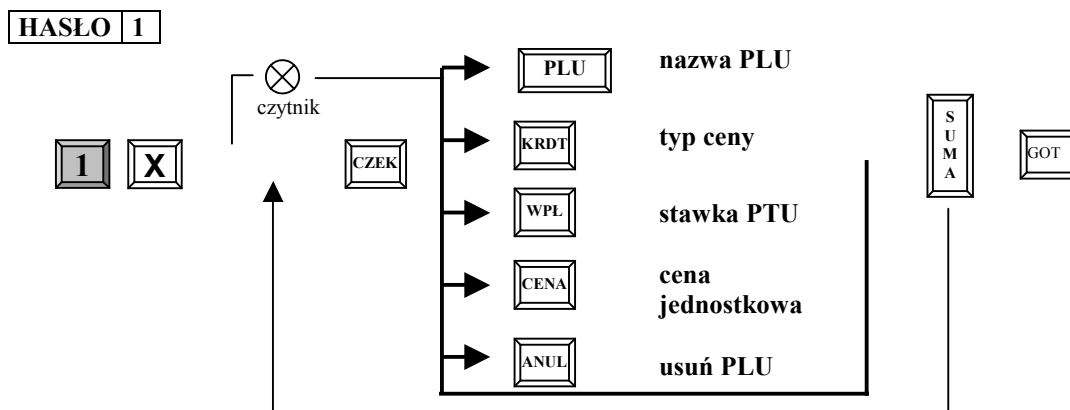 HASŁO 1
czytnik
1 X
CZEK
PLU nazwa PLU
KRDT typ ceny
WPŁ stawka PTU
CENA cena
jednostkowa
ANUL usuń PLU
SUMA
GOT